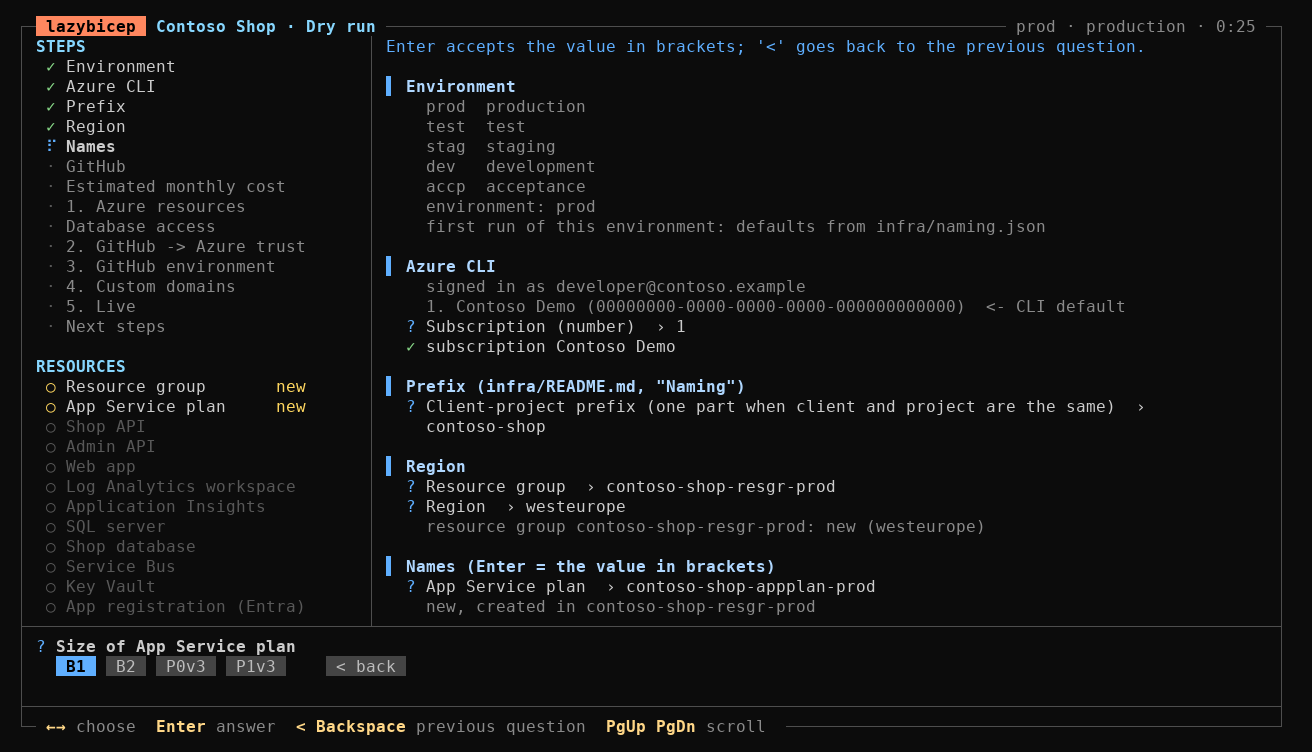 lazybicep Contoso Shop · Dry run prod · production · 0:25
STEPS
✓ Environment
✓ Azure CLI
✓ Prefix
✓ Region
⠏ Names
· GitHub
· Estimated monthly cost
· 1. Azure resources
· Database access
· 2. GitHub -> Azure trust
· 3. GitHub environment
· 4. Custom domains
· 5. Live
· Next steps
RESOURCES
○ Resource group new
○ App Service plan new
○ Shop API
○ Admin API
○ Web app
○ Log Analytics workspace
○ Application Insights
○ SQL server
○ Shop database
○ Service Bus
○ Key Vault
○ App registration (Entra)
Enter accepts the value in brackets; '<' goes back to the previous question.
Environment
prod production
test test
stag staging
dev development
accp acceptance
environment: prod
first run of this environment: defaults from infra/naming.json
Azure CLI
signed in as developer@contoso.example
1. Contoso Demo (00000000-0000-0000-0000-000000000000) <- CLI default
? Subscription (number) › 1
✓ subscription Contoso Demo
Prefix (infra/README.md, "Naming")
? Client-project prefix (one part when client and project are the same) ›
contoso-shop
Region
? Resource group › contoso-shop-resgr-prod
? Region › westeurope
resource group contoso-shop-resgr-prod: new (westeurope)
Names (Enter = the value in brackets)
? App Service plan › contoso-shop-appplan-prod
new, created in contoso-shop-resgr-prod
? Size of App Service plan
B1 B2 P0v3 P1v3 < back
←→ choose Enter answer < Backspace previous question PgUp PgDn scroll